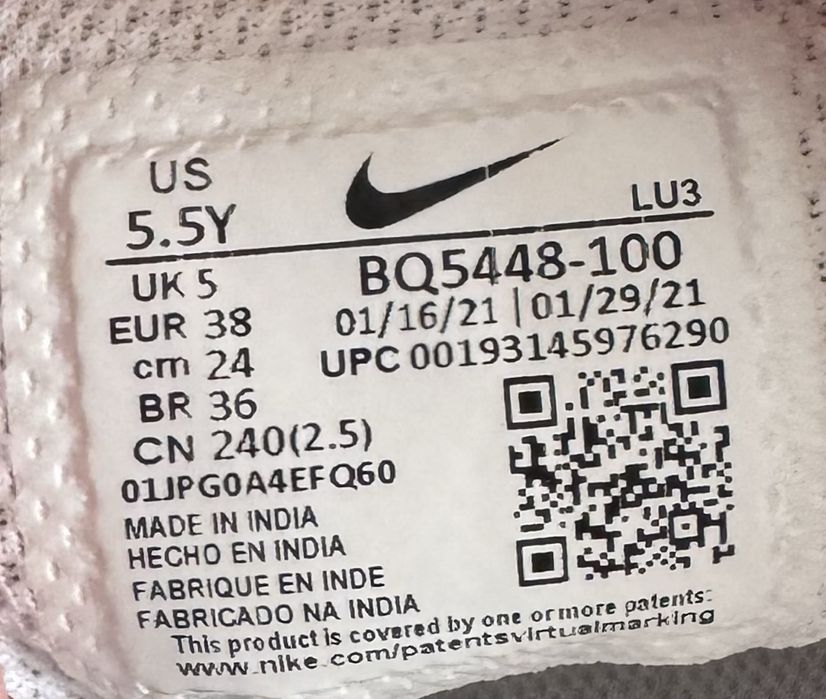 US
5.5Y
LU3
UK 5
EUR 38
cm 24
BR 36
CN 240(2.5)
BQ5448-100
01/16/21 | 01/29/21
UPC 00193145976290
01JPG0A4EFQ60
MADE IN INDIA
HECHO EN INDIA
FABRIQUE EN INDE
FABRICADO NA INDIA
This product is covered by one or more patents:
www.nike.com/patentsvirtualmarking